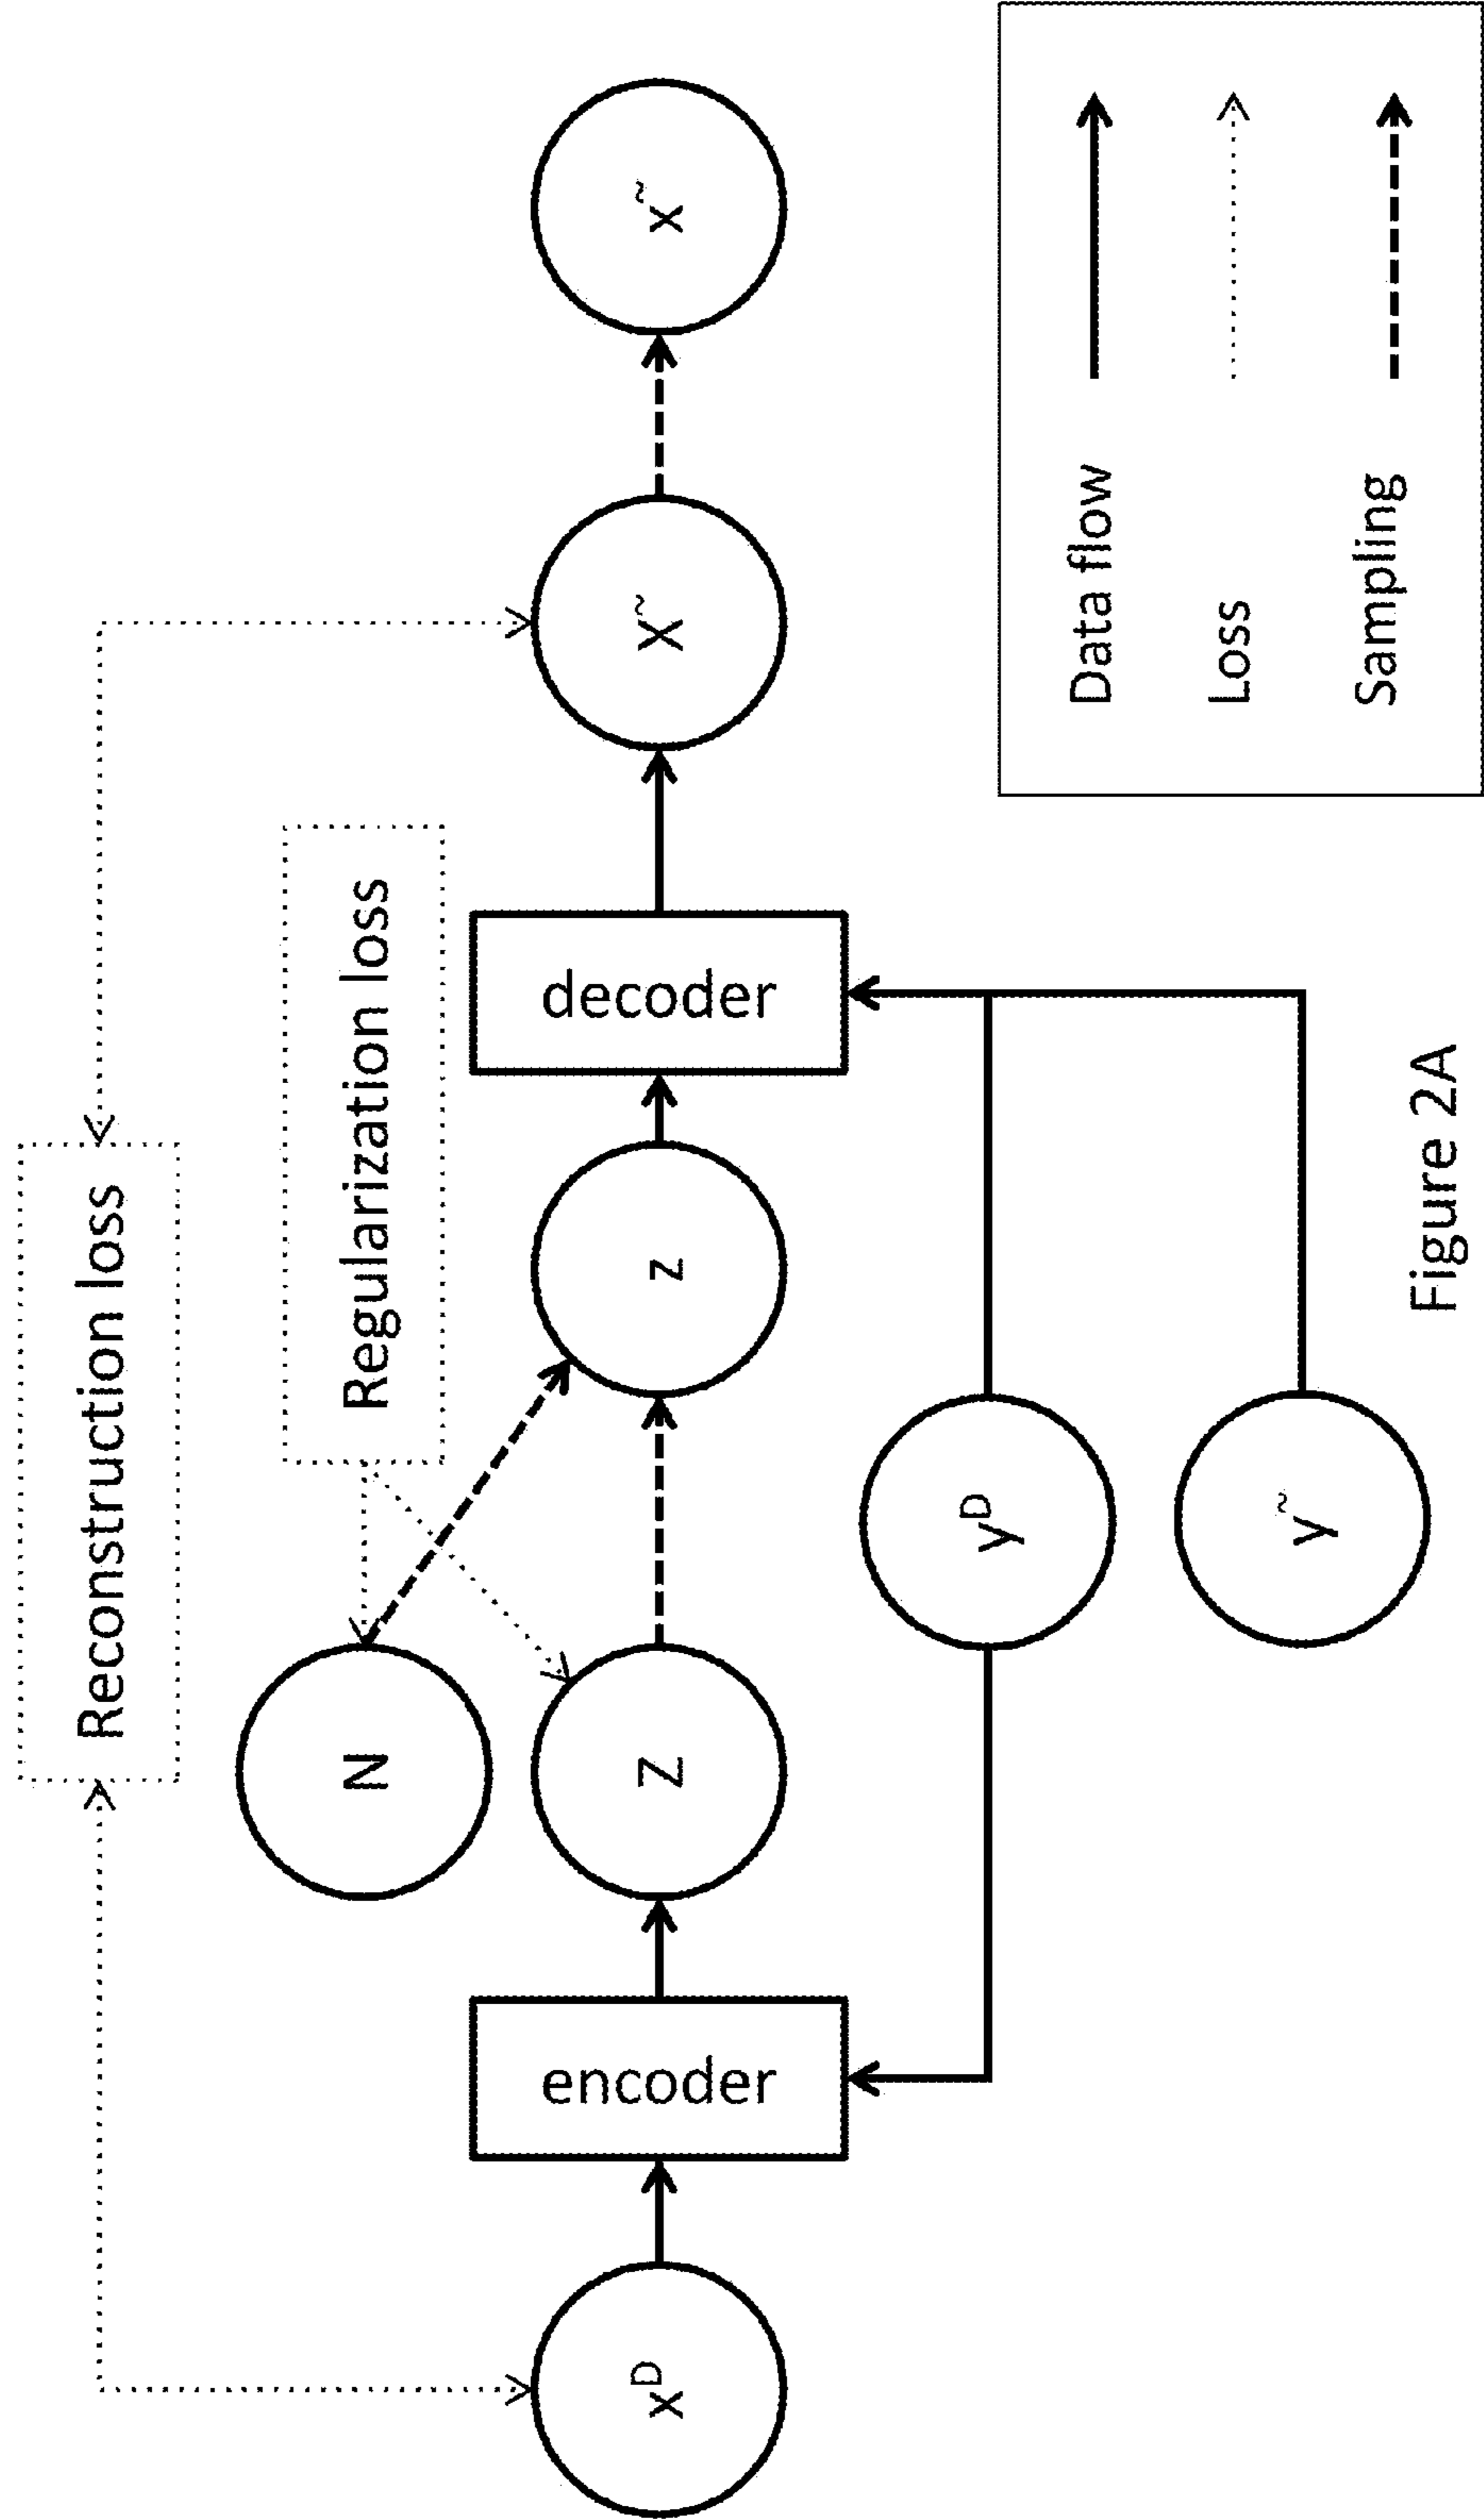 Reconstruction loss
Regularization loss
N
x^D
encoder
Z
z
decoder
X~
x~
y^D
y~
Data flow
Loss
Sampling
Figure 2A